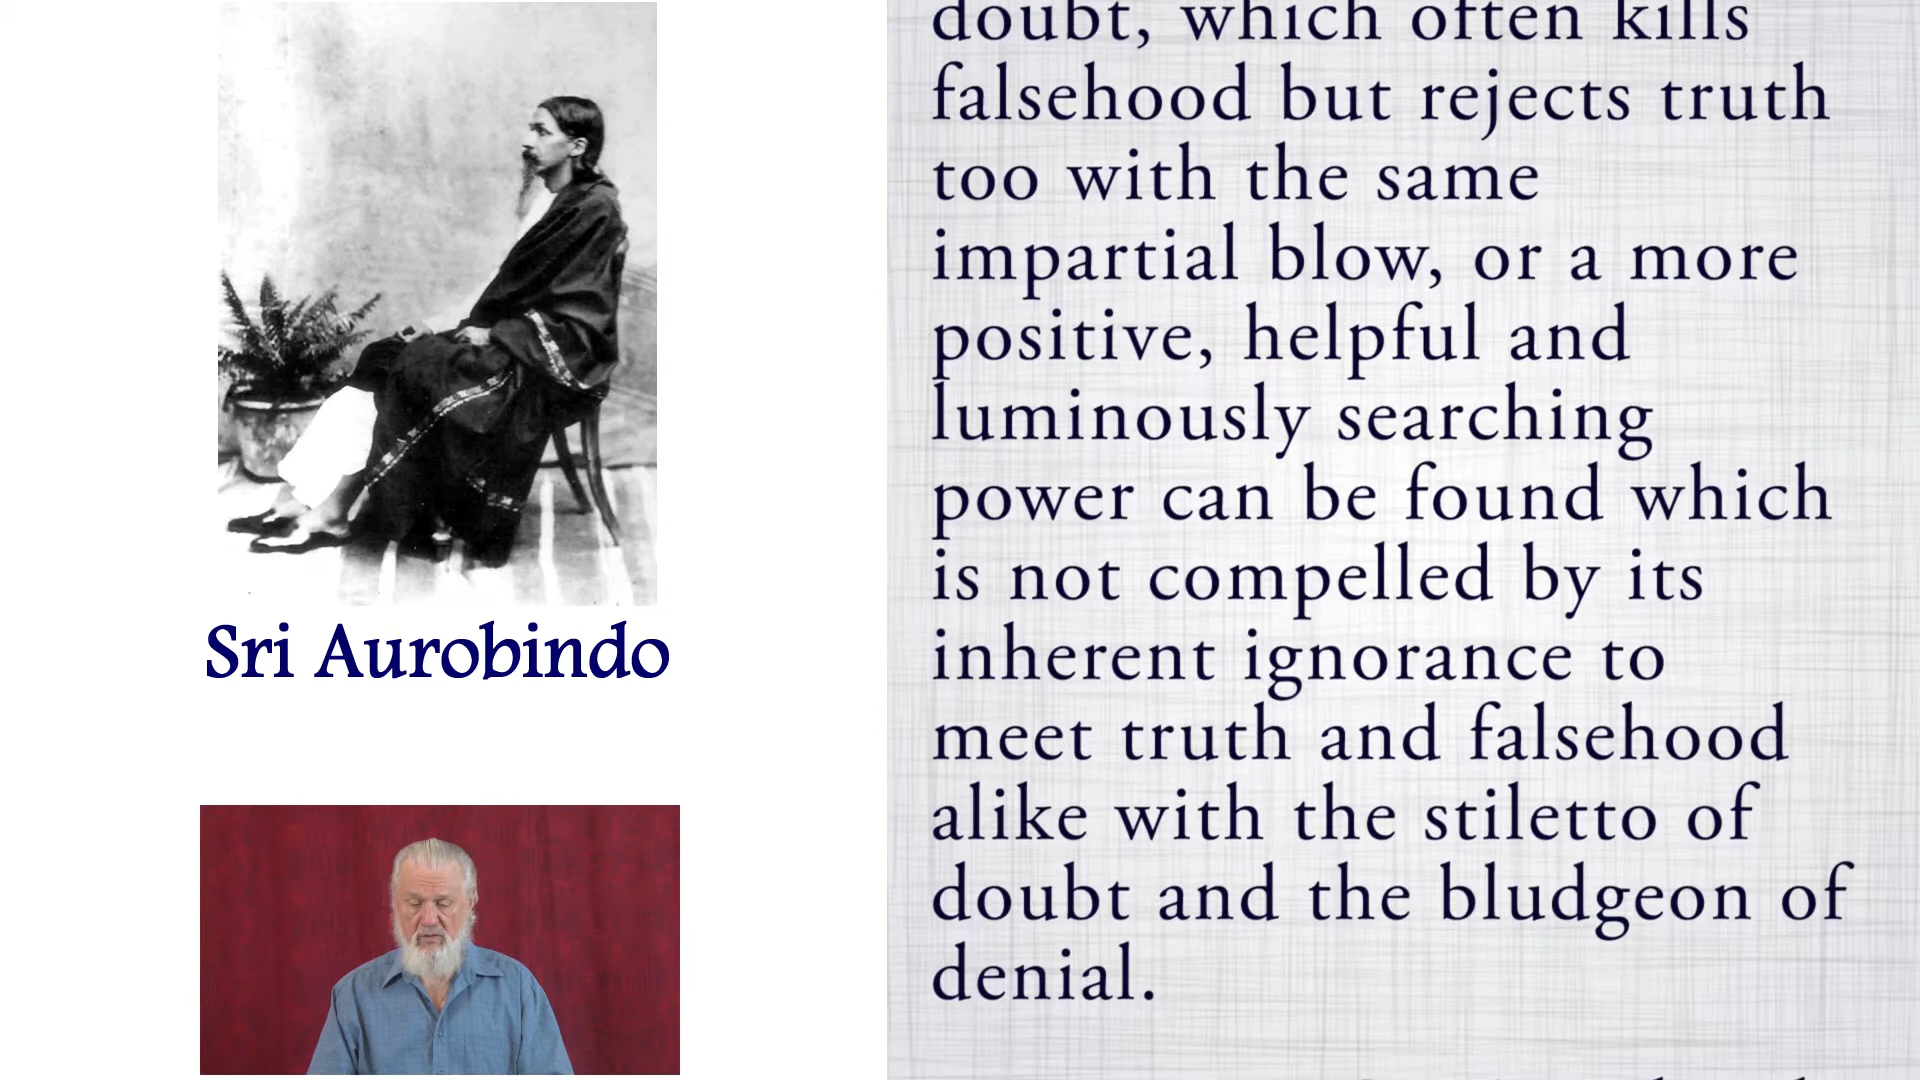 Sri Aurobindo
doubt, which often kills
falsehood but rejects truth
too with the same
impartial blow, or a more
positive, helpful and
luminously searching
power can be found which
is not compelled by its
inherent ignorance to
meet truth and falsehood
alike with the stiletto of
doubt and the bludgeon of
denial.